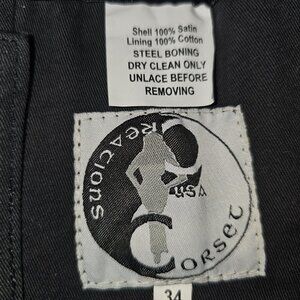 Shell 100% Satin
Lining 100% Cotton
STEEL BONING
DRY CLEAN ONLY
UNLACE BEFORE
REMOVING
CREATIONS
USA
CORSET
34